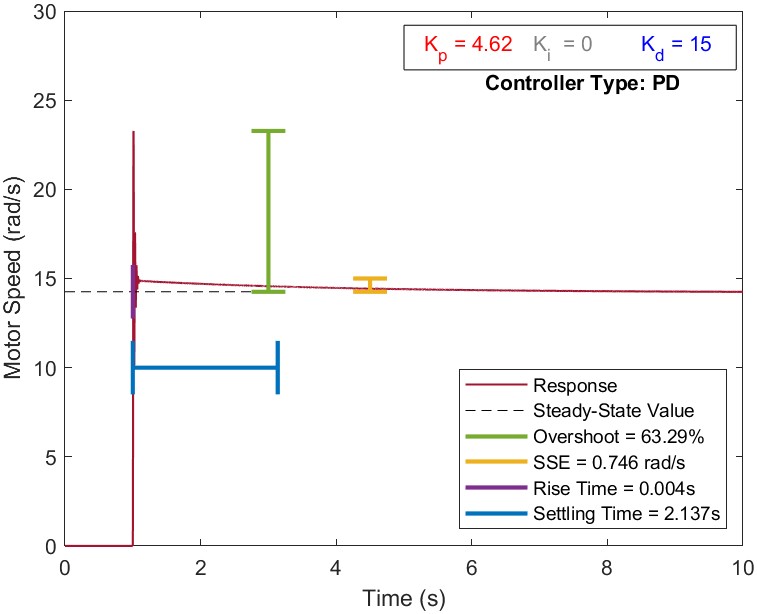 30
25
20
15
10
5
0
Motor Speed (rad/s)
Kp = 4.62 Ki = 0 Kd = 15
Controller Type: PD
Response
Steady-State Value
Overshoot = 63.29%
SSE = 0.746 rad/s
Rise Time = 0.004s
Settling Time = 2.137s
0 2 4 6 8 10
Time (s)